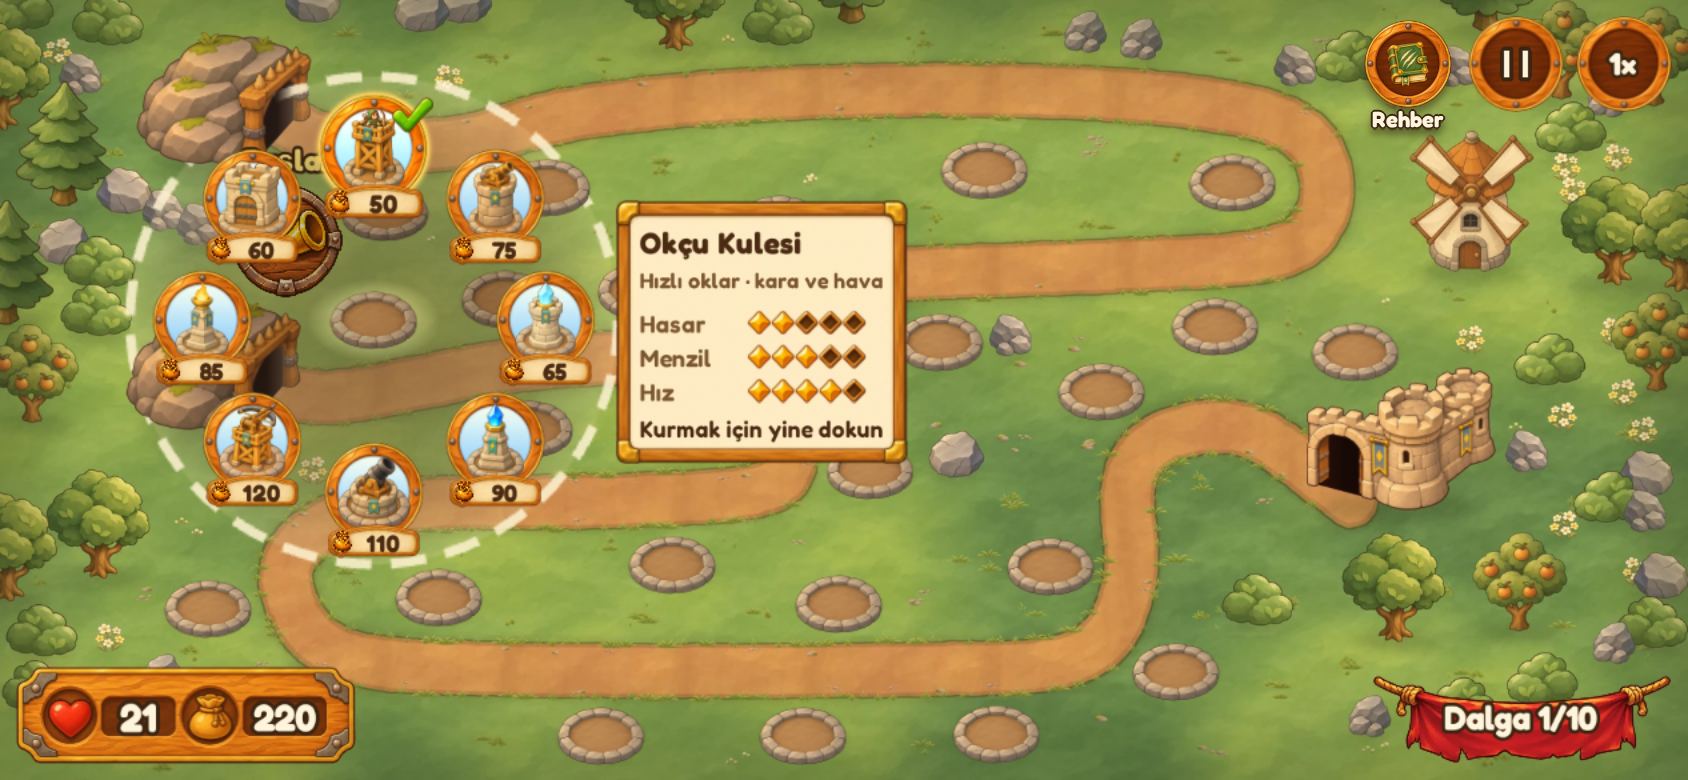 Rehber
1x
sla
50
60
75
85
65
120
90
110
Okçu Kulesi
Hızlı oklar · kara ve hava
Hasar
Menzil
Hız
Kurmak için yine dokun
21
220
Dalga 1/10